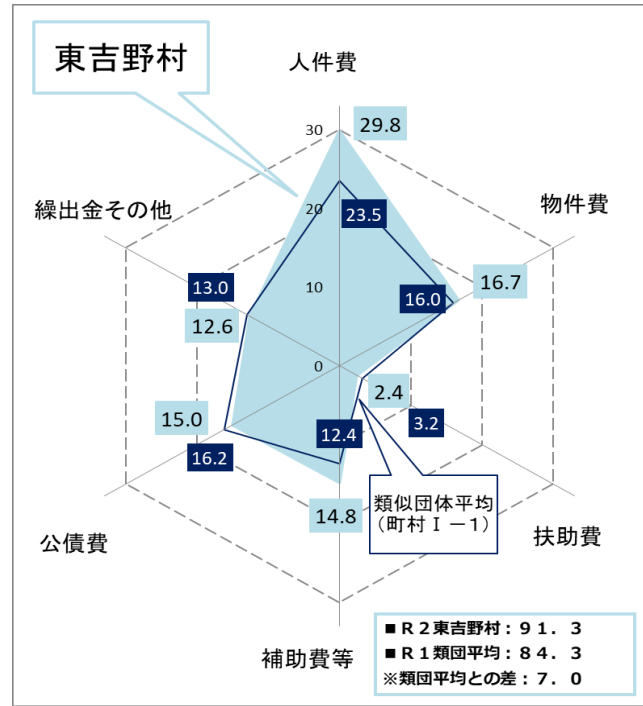 東吉野村
人件費
30
29.8
繰出金その他
20
23.5
物件費
13.0
10
16.0
16.7
12.6
0
2.4
15.0
3.2
16.2
12.4
類似団体平均
（町村Ⅰ－1）
14.8
公債費
扶助費
補助費等
■Ｒ２東吉野村：９１．３
■Ｒ１類団平均：８４．３
※類団平均との差：７．０